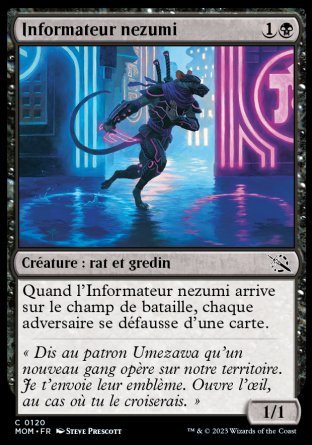 Informateur nezumi 1
Créature : rat et gredin
Quand l'Informateur nezumi arrive
sur le champ de bataille, chaque
adversaire se défausse d'une carte.
« Dis au patron Umezawa qu'un
nouveau gang opère sur notre territoire.
Je t'envoie leur emblème. Ouvre l'œil,
au cas où tu le croiserais. »
1/1
C 0120
MOM • FR Steve Prescott
™ & © 2023 Wizards of the Coast